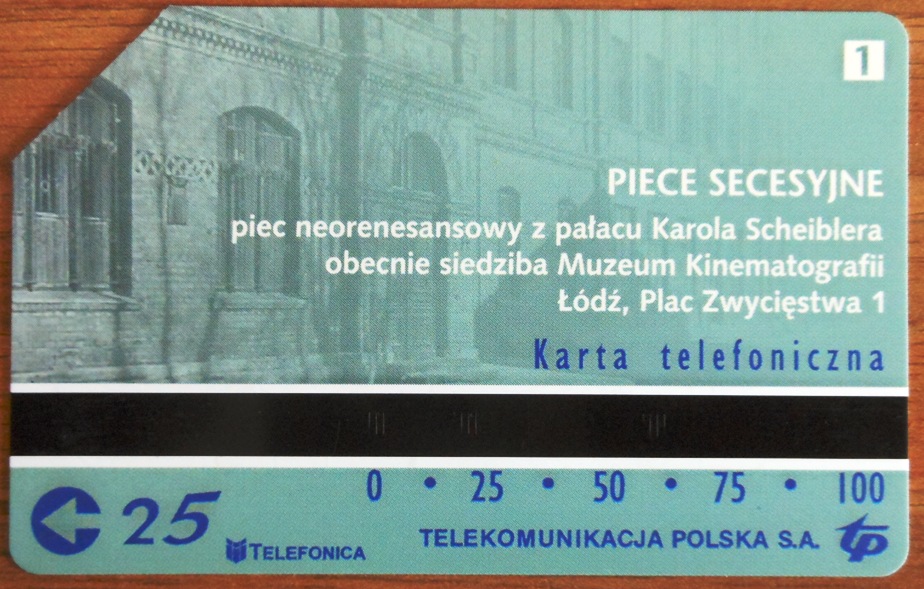 1
PIECE SECESYJNE
piec neorenesansowy z pałacu Karola Scheiblera
obecnie siedziba Muzeum Kinematografii
Łódź, Plac Zwycięstwa 1
Karta telefoniczna
0 • 25 • 50 • 75 • 100
25
TELEFONICA
TELEKOMUNIKACJA POLSKA S.A. tp